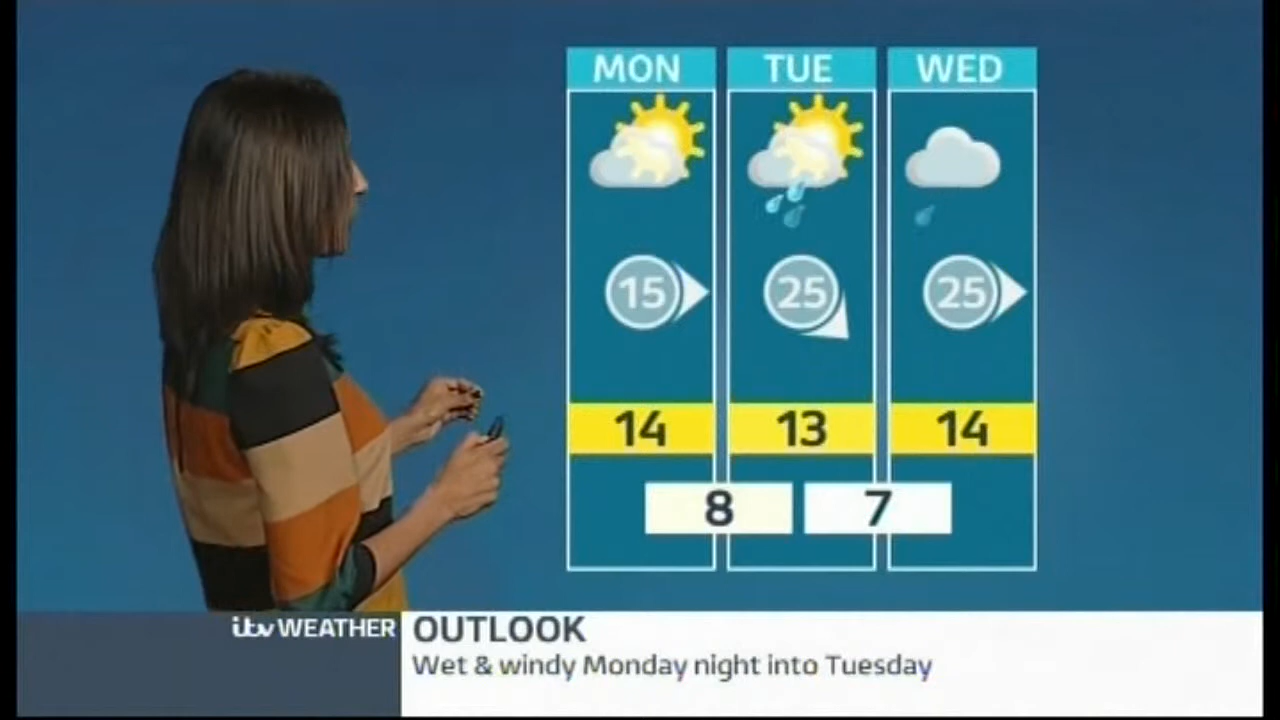 MON TUE WED
15 25 25
14 13 14
8 7
itv WEATHER
OUTLOOK
Wet & windy Monday night into Tuesday